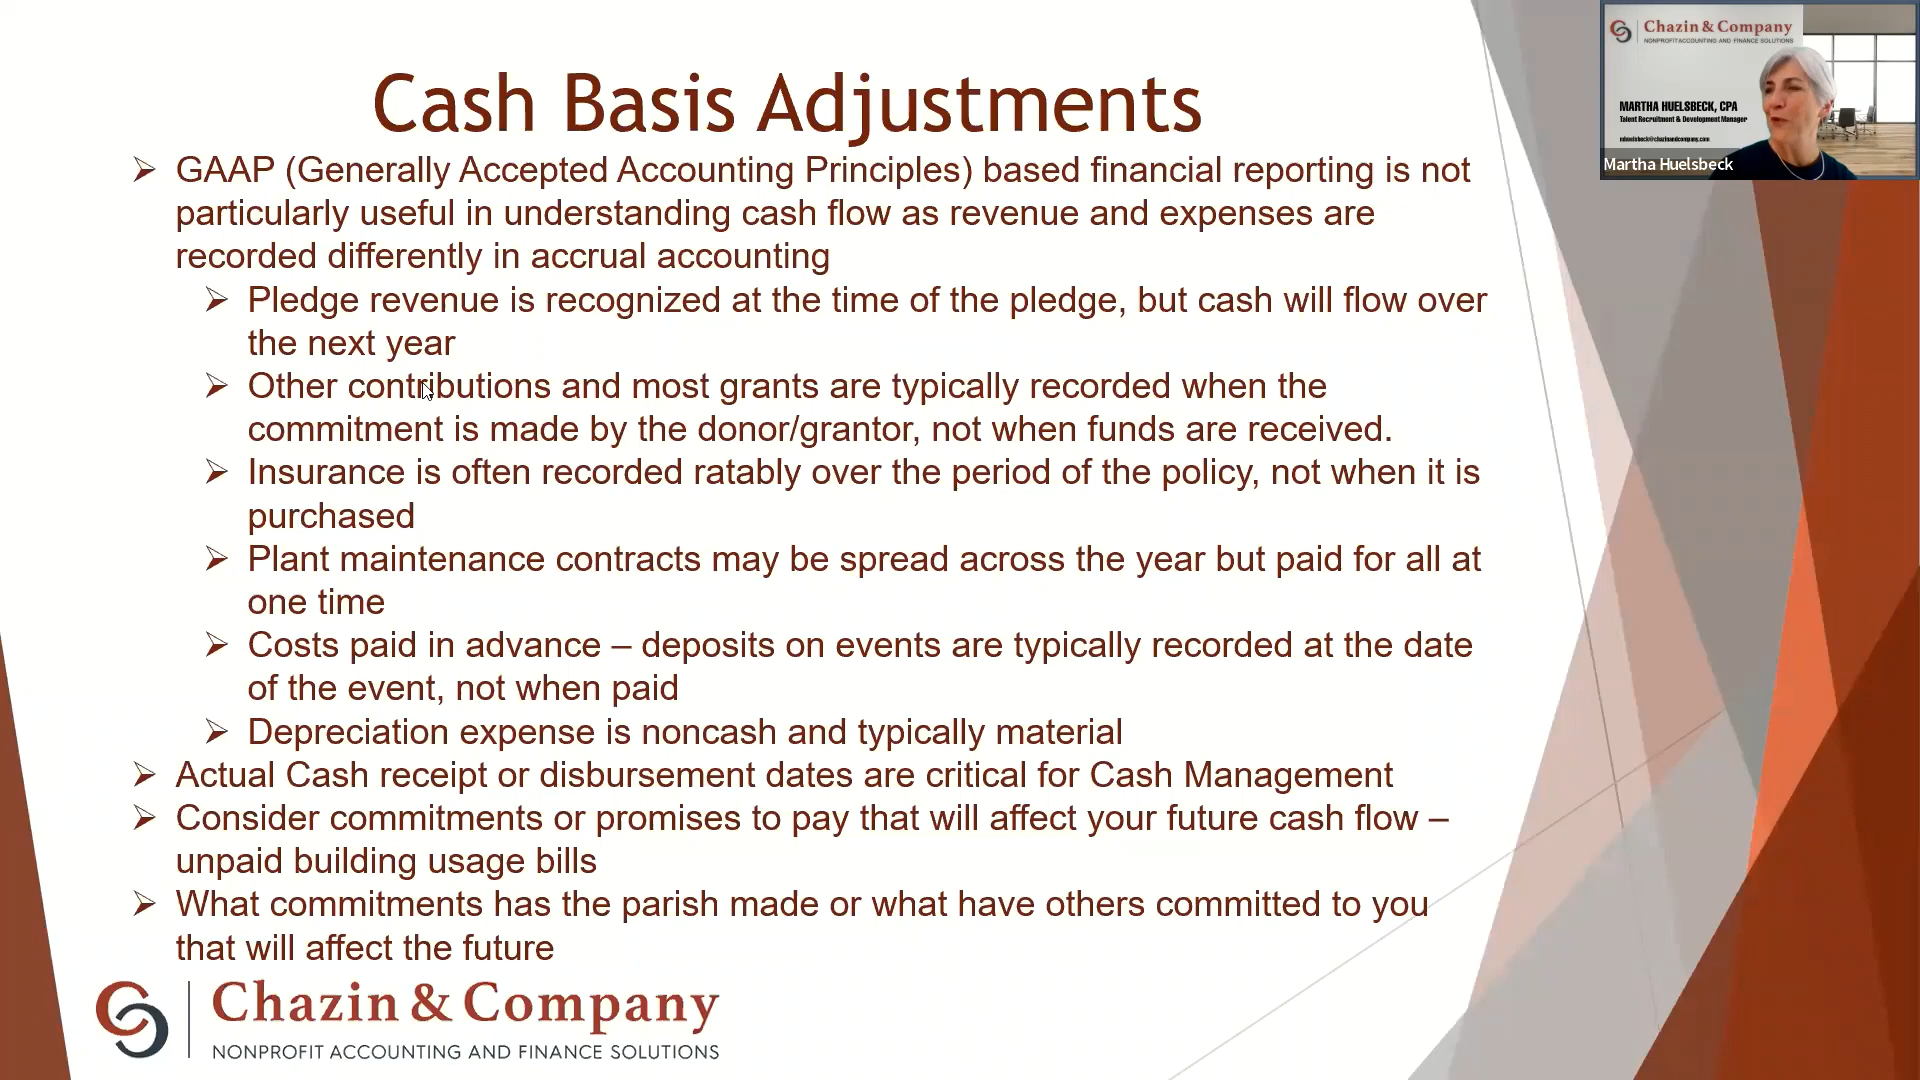 Cash Basis Adjustments
GAAP (Generally Accepted Accounting Principles) based financial reporting is not
particularly useful in understanding cash flow as revenue and expenses are
recorded differently in accrual accounting
Pledge revenue is recognized at the time of the pledge, but cash will flow over
the next year
Other contributions and most grants are typically recorded when the
commitment is made by the donor/grantor, not when funds are received.
Insurance is often recorded ratably over the period of the policy, not when it is
purchased
Plant maintenance contracts may be spread across the year but paid for all at
one time
Costs paid in advance – deposits on events are typically recorded at the date
of the event, not when paid
Depreciation expense is noncash and typically material
Actual Cash receipt or disbursement dates are critical for Cash Management
Consider commitments or promises to pay that will affect your future cash flow –
unpaid building usage bills
What commitments has the parish made or what have others committed to you
that will affect the future
Chazin & Company
NONPROFIT ACCOUNTING AND FINANCE SOLUTIONS
Chazin & Company
NONPROFIT ACCOUNTING AND FINANCE SOLUTIONS
MARTHA HUELSBECK, CPA
Talent Recruitment & Development Manager
Martha Huelsbeck